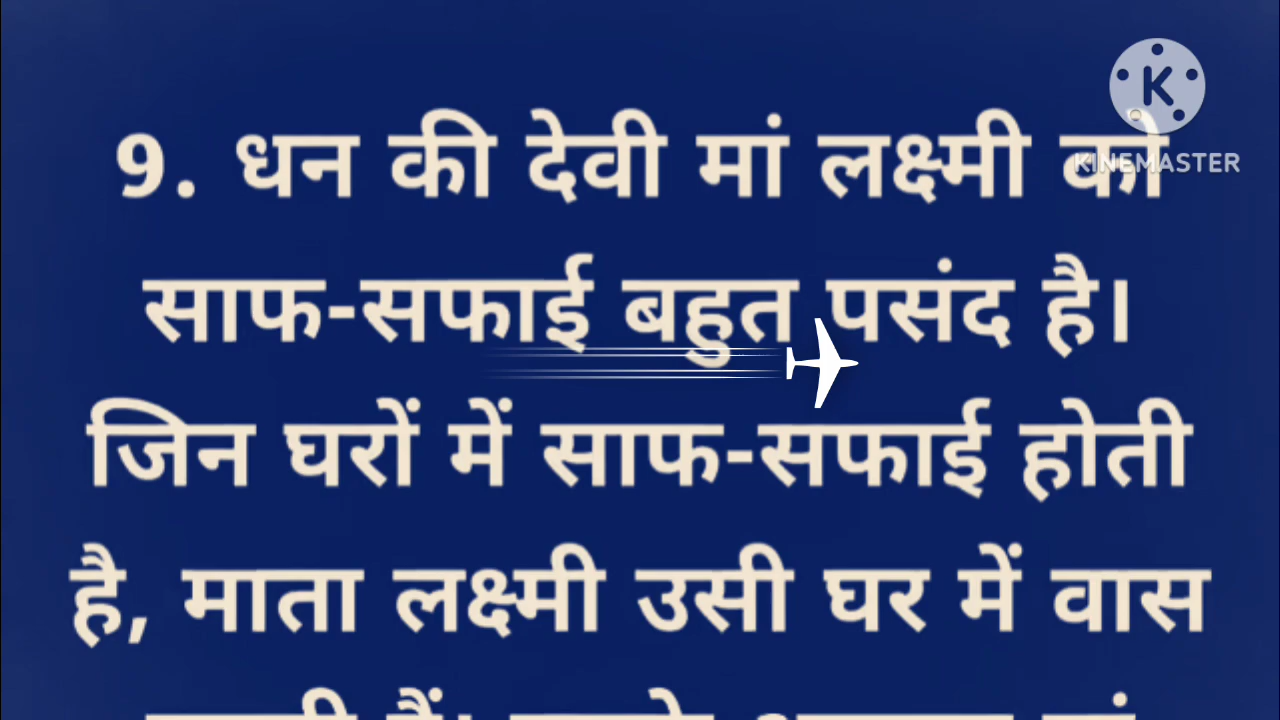 9. धन की देवी मां लक्ष्मी को
साफ-सफाई बहुत पसंद है।
जिन घरों में साफ-सफाई होती
है, माता लक्ष्मी उसी घर में वास
K
KINEMASTER